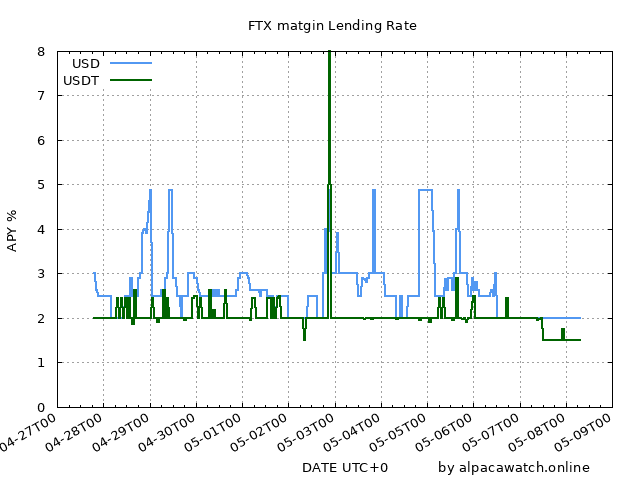 FTX matgin Lending Rate
USD
USDT
APY %
8
7
6
5
4
3
2
1
0
04-27T00
04-28T00
04-29T00
04-30T00
05-01T00
05-02T00
05-03T00
05-04T00
05-05T00
05-06T00
05-07T00
05-08T00
05-09T00
DATE UTC+0
by alpacawatch.online